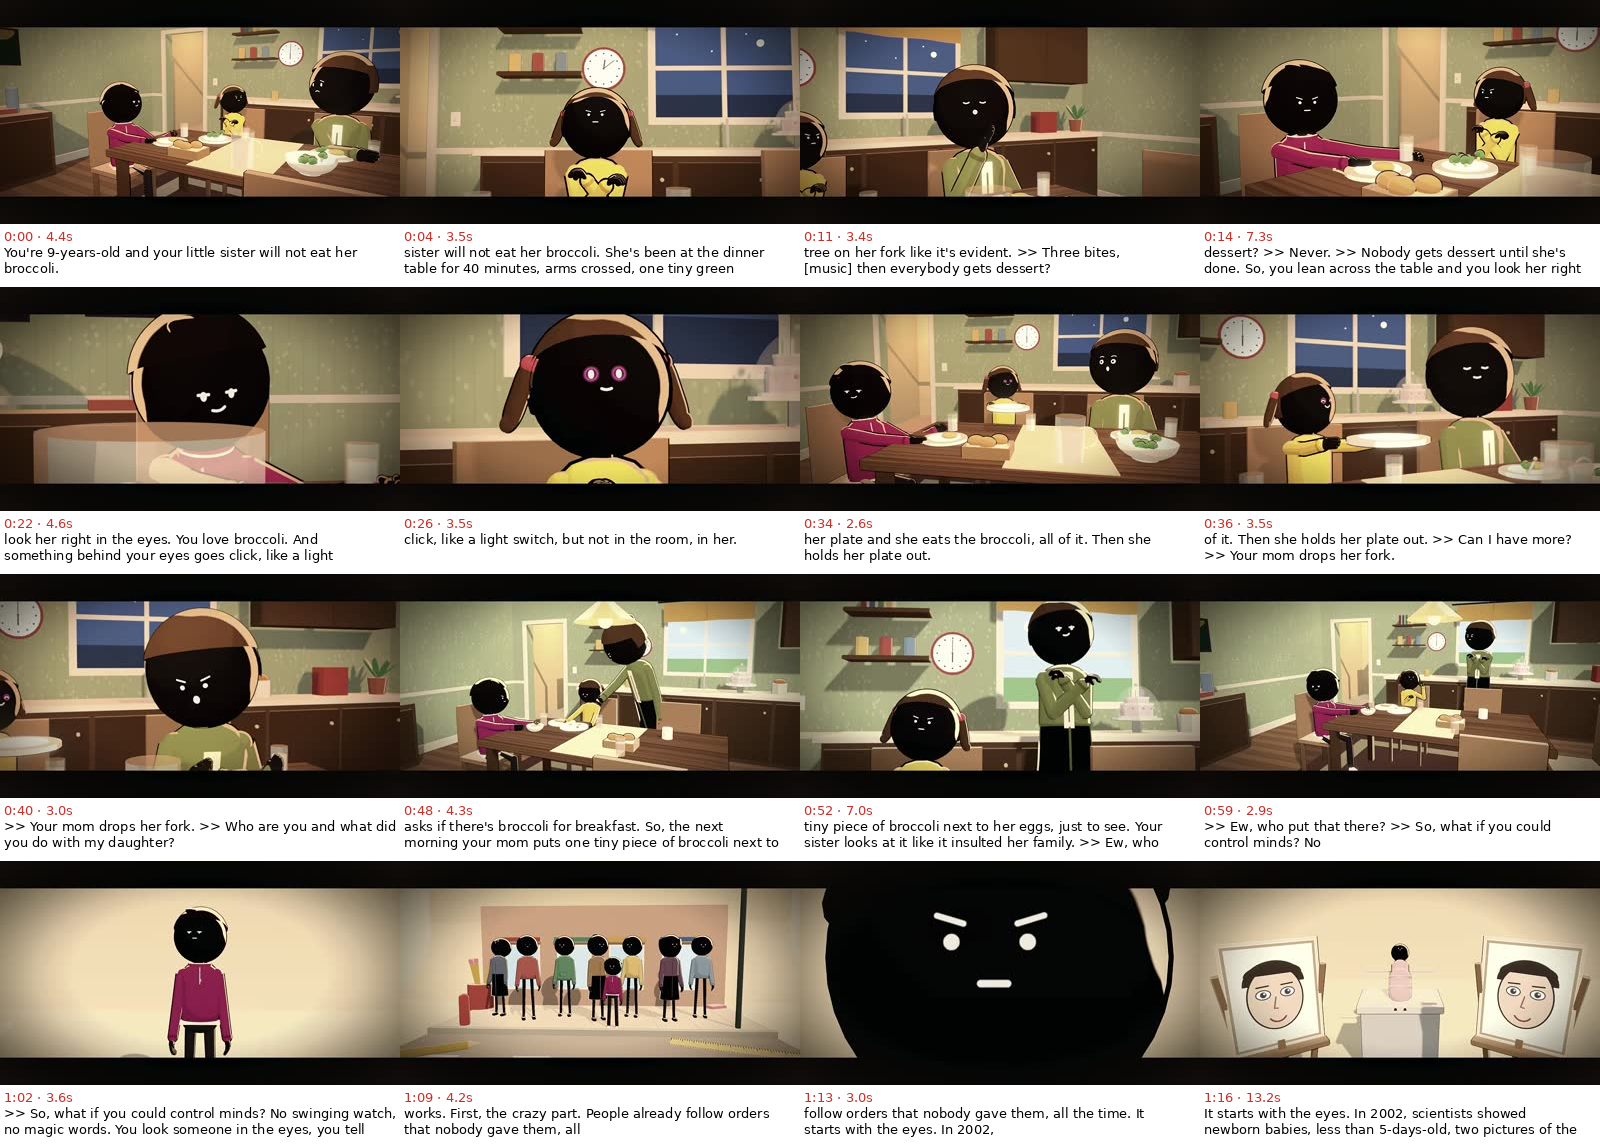 0:00 · 4.4s
You're 9-years-old and your little sister will not eat her
broccoli.
0:04 · 3.5s
sister will not eat her broccoli. She's been at the dinner
table for 40 minutes, arms crossed, one tiny green
0:11 · 3.4s
tree on her fork like it's evident. >> Three bites,
[music] then everybody gets dessert?
0:14 · 7.3s
dessert? >> Never. >> Nobody gets dessert until she's
done. So, you lean across the table and you look her right
0:22 · 4.6s
look her right in the eyes. You love broccoli. And
something behind your eyes goes click, like a light
0:26 · 3.5s
click, like a light switch, but not in the room, in her.
0:34 · 2.6s
her plate and she eats the broccoli, all of it. Then she
holds her plate out.
0:36 · 3.5s
of it. Then she holds her plate out. >> Can I have more?
>> Your mom drops her fork.
0:40 · 3.0s
>> Your mom drops her fork. >> Who are you and what did
you do with my daughter?
0:48 · 4.3s
asks if there's broccoli for breakfast. So, the next
morning your mom puts one tiny piece of broccoli next to
0:52 · 7.0s
tiny piece of broccoli next to her eggs, just to see. Your
sister looks at it like it insulted her family. >> Ew, who
0:59 · 2.9s
>> Ew, who put that there? >> So, what if you could
control minds? No
1:02 · 3.6s
>> So, what if you could control minds? No swinging watch,
no magic words. You look someone in the eyes, you tell
1:09 · 4.2s
works. First, the crazy part. People already follow orders
that nobody gave them, all
1:13 · 3.0s
follow orders that nobody gave them, all the time. It
starts with the eyes. In 2002,
1:16 · 13.2s
It starts with the eyes. In 2002, scientists showed
newborn babies, less than 5-days-old, two pictures of the